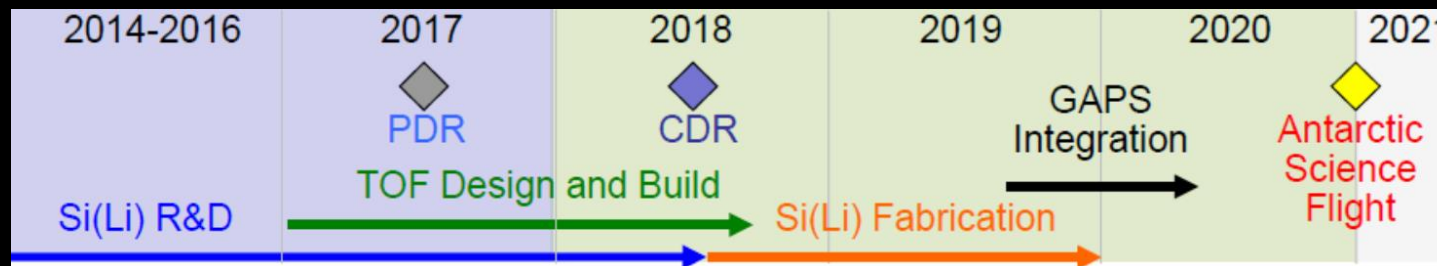 2014-2016 2017 2018 2019 2020 2021
PDR CDR GAPS
Integration
Antarctic
Science
Flight
TOF Design and Build
Si(Li) R&D Si(Li) Fabrication